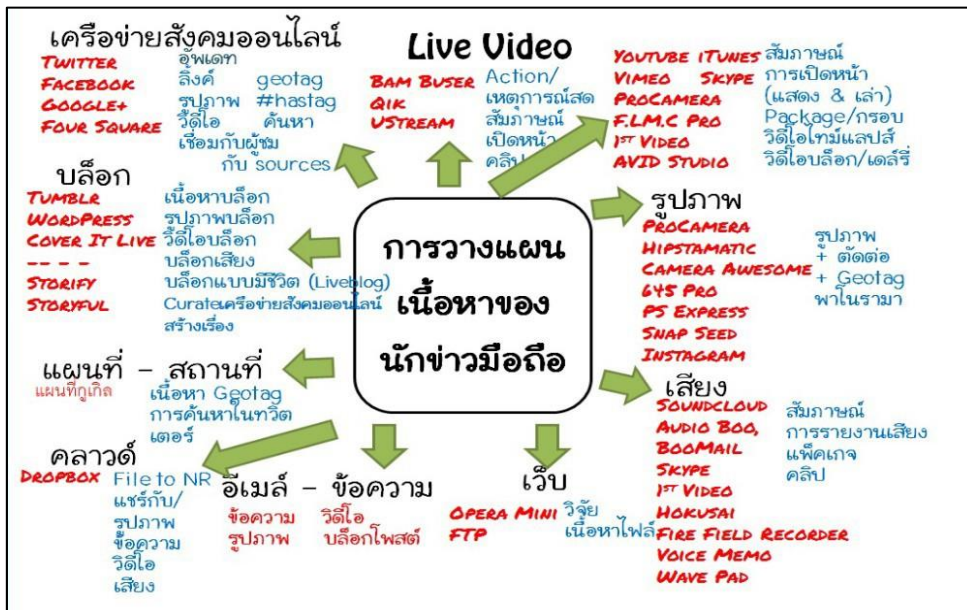 เครือข่ายสังคมออนไลน์
TWITTER
FACEBOOK
GOOGLE+
FOUR SQUARE
อัพเดท
ลิ้งค์ geotag
รูปภาพ #hastag
วิดีโอ ค้นหา
เชื่อมกับผู้ชม
กับ sources
Live Video
BAM BUSER
QIK
USTREAM
Action/
เหตุการณ์สด
สัมภาษณ์
เปิดหน้า
คลิป
YOUTUBE ITUNES
VIMEO SKYPE
PROCAMERA
F.L.M.C PRO
1ST VIDEO
AVID STUDIO
สัมภาษณ์
การเปิดหน้า
(แสดง & เล่า)
Package/กรอบ
วิดีโอไทม์แลปส์
วิดีโอบล็อก/เดล์รี่
บล็อก
TUMBLR
WORDPRESS
COVER IT LIVE
-- - -
STORIFY
STORYFUL
เนื้อหาบล็อก
รูปภาพบล็อก
วิดีโอบล็อก
บล็อกเสียง
บล็อกแบบมีชีวิต (Liveblog)
Curateเครือข่ายสังคมออนไลน์
สร้างเรื่อง
การวางแผน
เนื้อหาของ
นักข่าวมือถือ
รูปภาพ
PROCAMERA
HIPSTAMATIC
CAMERA AWESOME
645 PRO
PS EXPRESS
SNAP SEED
INSTAGRAM
รูปภาพ
+ ตัดต่อ
+ Geotag
พาโนรามา
แผนที่ - สถานที่
แผนที่กูเกิล
เนื้อหา Geotag
การค้นหาในทวิต
เตอร์
เสียง
SOUNDCLOUD
AUDIO BOO,
BOOMAIL
SKYPE
1ST VIDEO
HOKUSAI
FIRE FIELD RECORDER
VOICE MEMO
WAVE PAD
สัมภาษณ์
การรายงานเสียง
แพ็คเกจ
คลิป
คลาวด์
DROPBOX
File to NR
แชร์กับ/
รูปภาพ
ข้อความ
วิดีโอ
เสียง
อีเมล์ - ข้อความ
ข้อความ วิดีโอ
รูปภาพ บล็อกโพสต์
เว็บ
OPERA MINI
FTP
วิจัย
เนื้อหาไฟล์